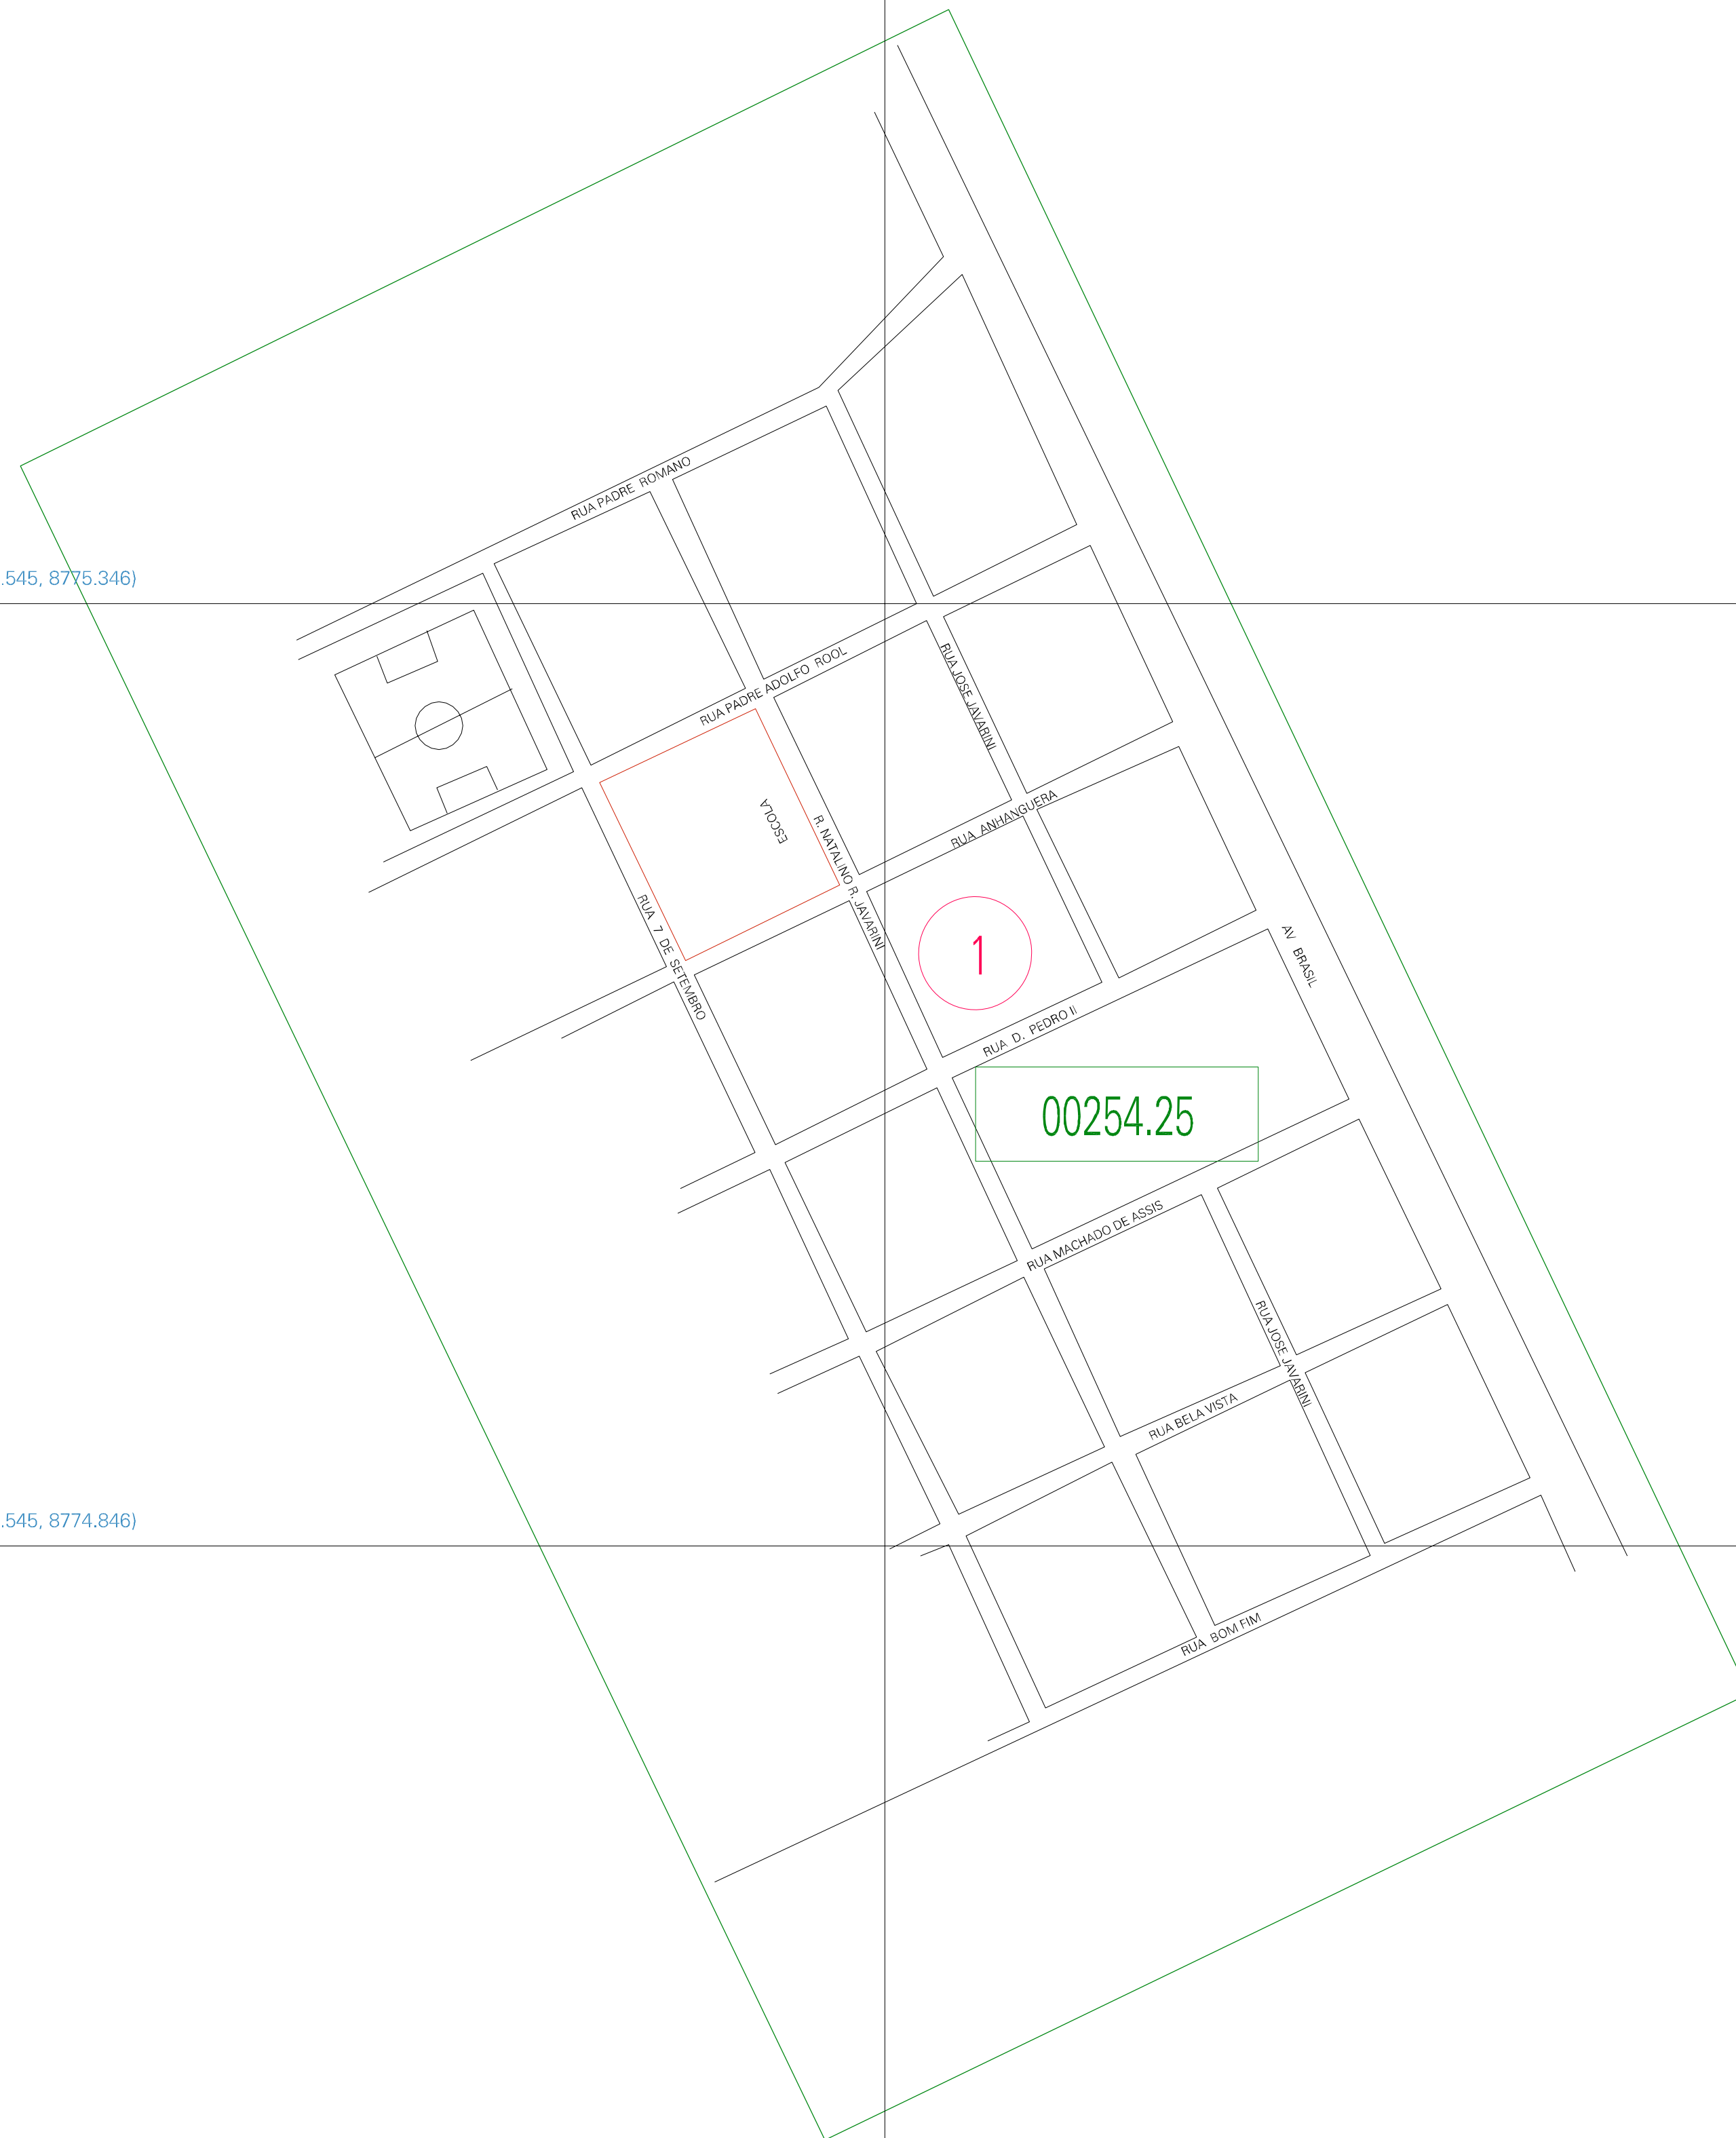 RUA PADRE ROMANO
.545, 8775.346)
RUA PADRE ADOLFO ROOL
RUA JOSE JAVARINI
ESCOLA
R. NATALINO R. JAVARINI
RUA ANHANGUERA
RUA 7 DE SETEMBRO
1
AV BRASIL
RUA D. PEDRO II
00254.25
RUA MACHADO DE ASSIS
RUA JOSE JAVARINI
RUA BELA VISTA
.545, 8774.846)
RUA BOM FIM